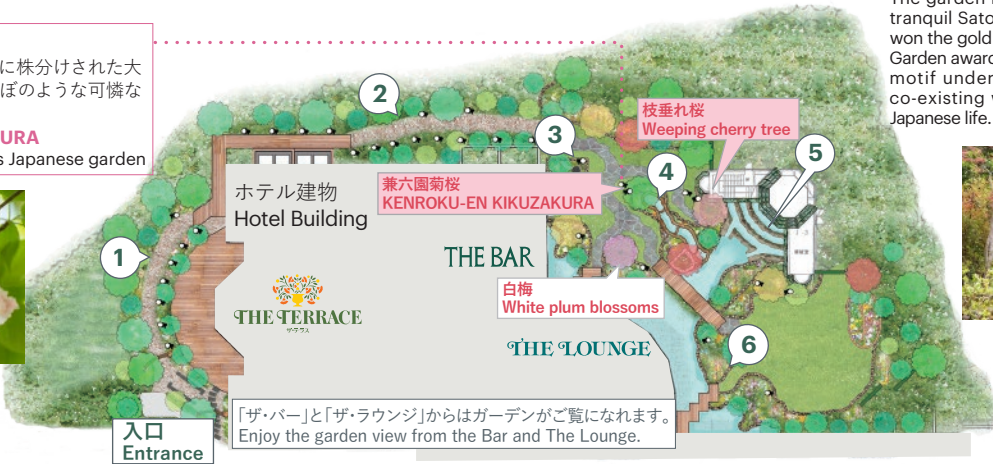 に株分けされた大
ぼのような可憐な
URA
s Japanese garden
The garden
tranquil Sato
won the gold
Garden award
motif under
co-existing
Japanese life.
2
3
枝垂れ桜
Weeping cherry tree
5
4
兼六園菊桜
KENROKU-EN KIKUZAKURA
ホテル建物
Hotel Building
1
THE BAR
白梅
White plum blossoms
THE TERRACE
ザ・テラス
THE LOUNGE
6
「ザ・バー」と「ザ・ラウンジ」からはガーデンがご覧になれます。
Enjoy the garden view from the Bar and The Lounge.
入口
Entrance